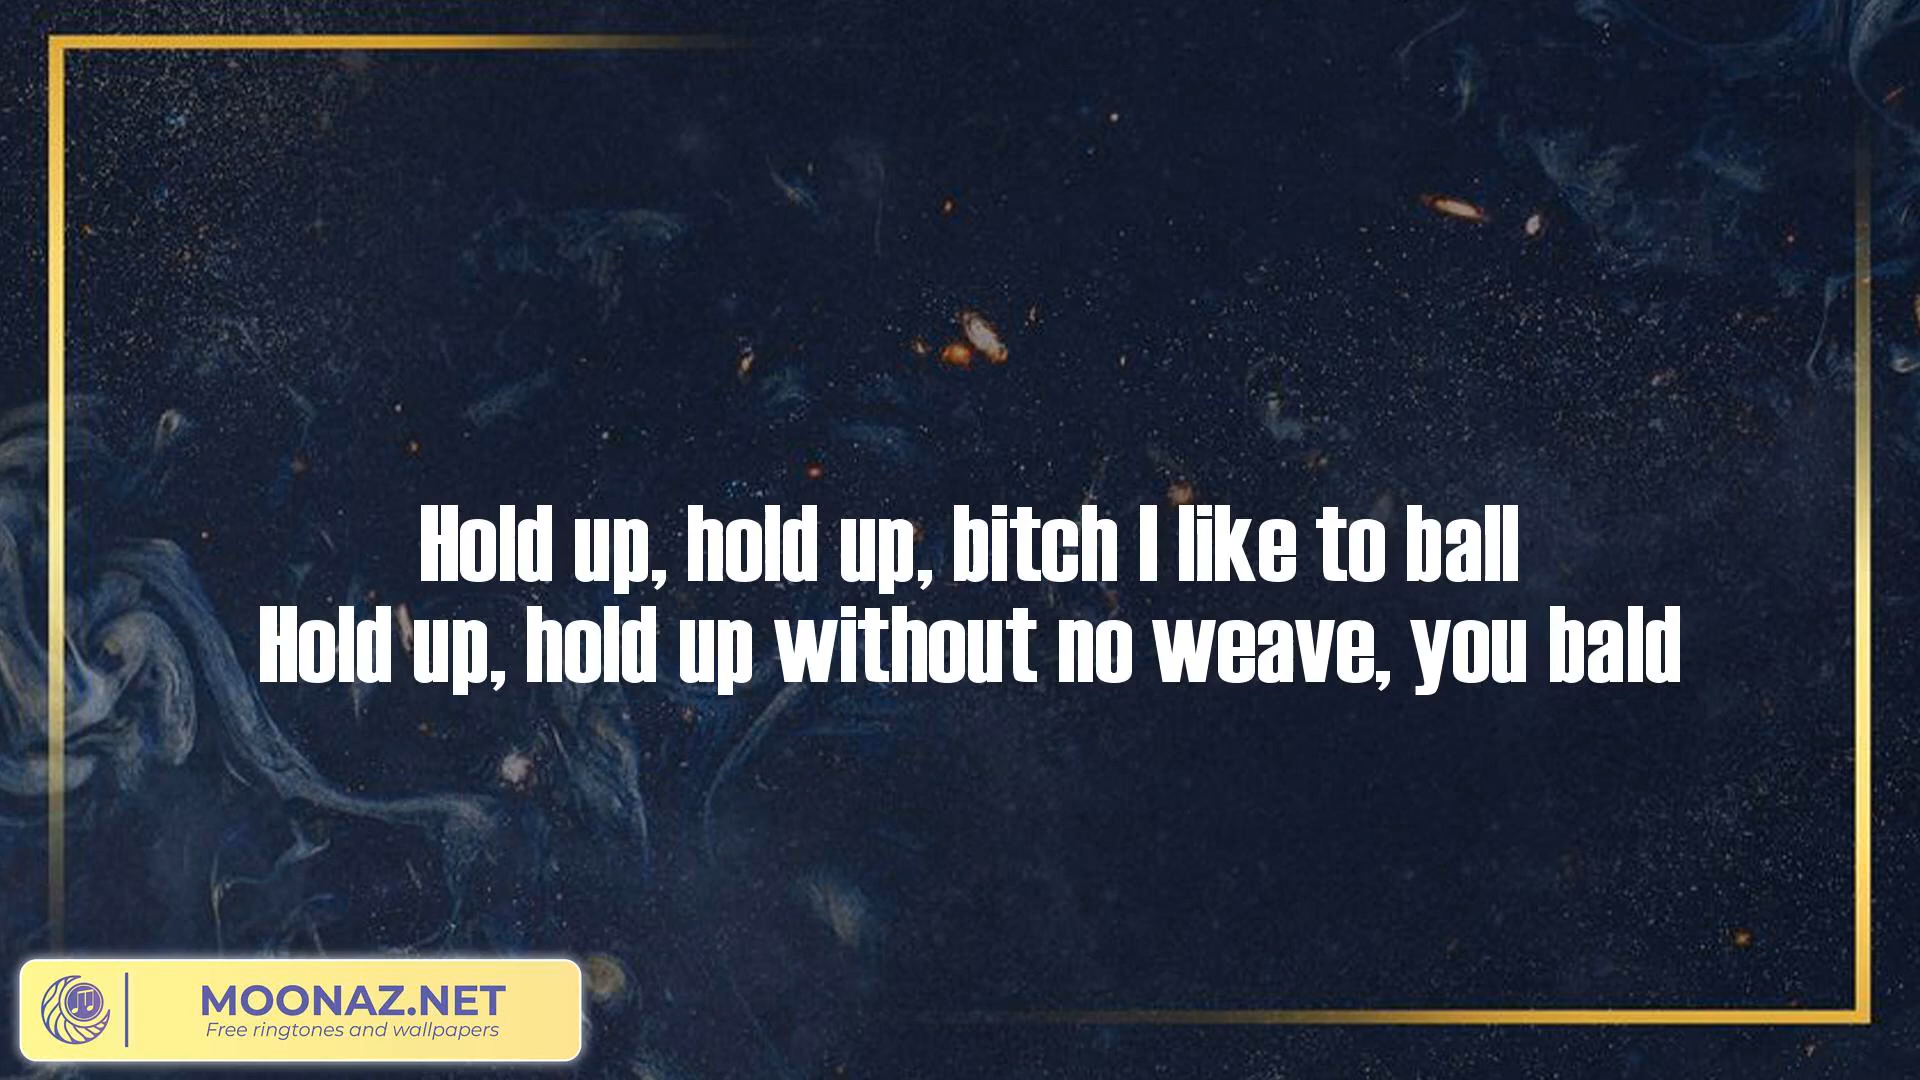 Hold up, hold up, bitch I like to ball
Hold up, hold up without no weave, you bald
MOONAZ.NET
Free ringtones and wallpapers